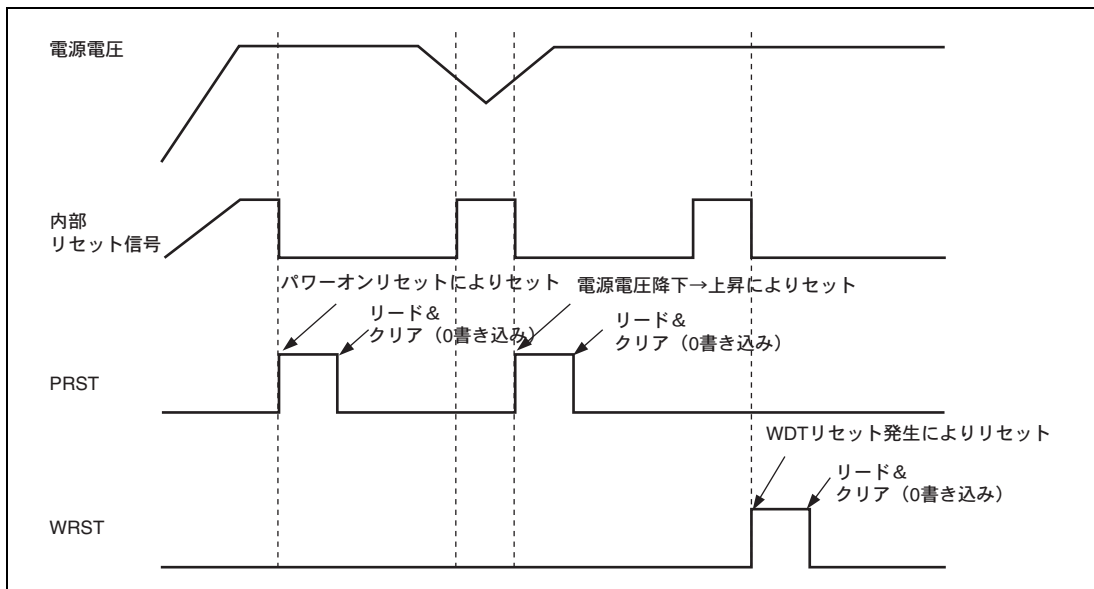 電源電圧
内部
リセット信号
パワーオンリセットによりセット
電源電圧降下→上昇によりセット
リード&
クリア（0書き込み）
リード&
クリア（0書き込み）
PRST
WDTリセット発生によりリセット
リード&
クリア（0書き込み）
WRST